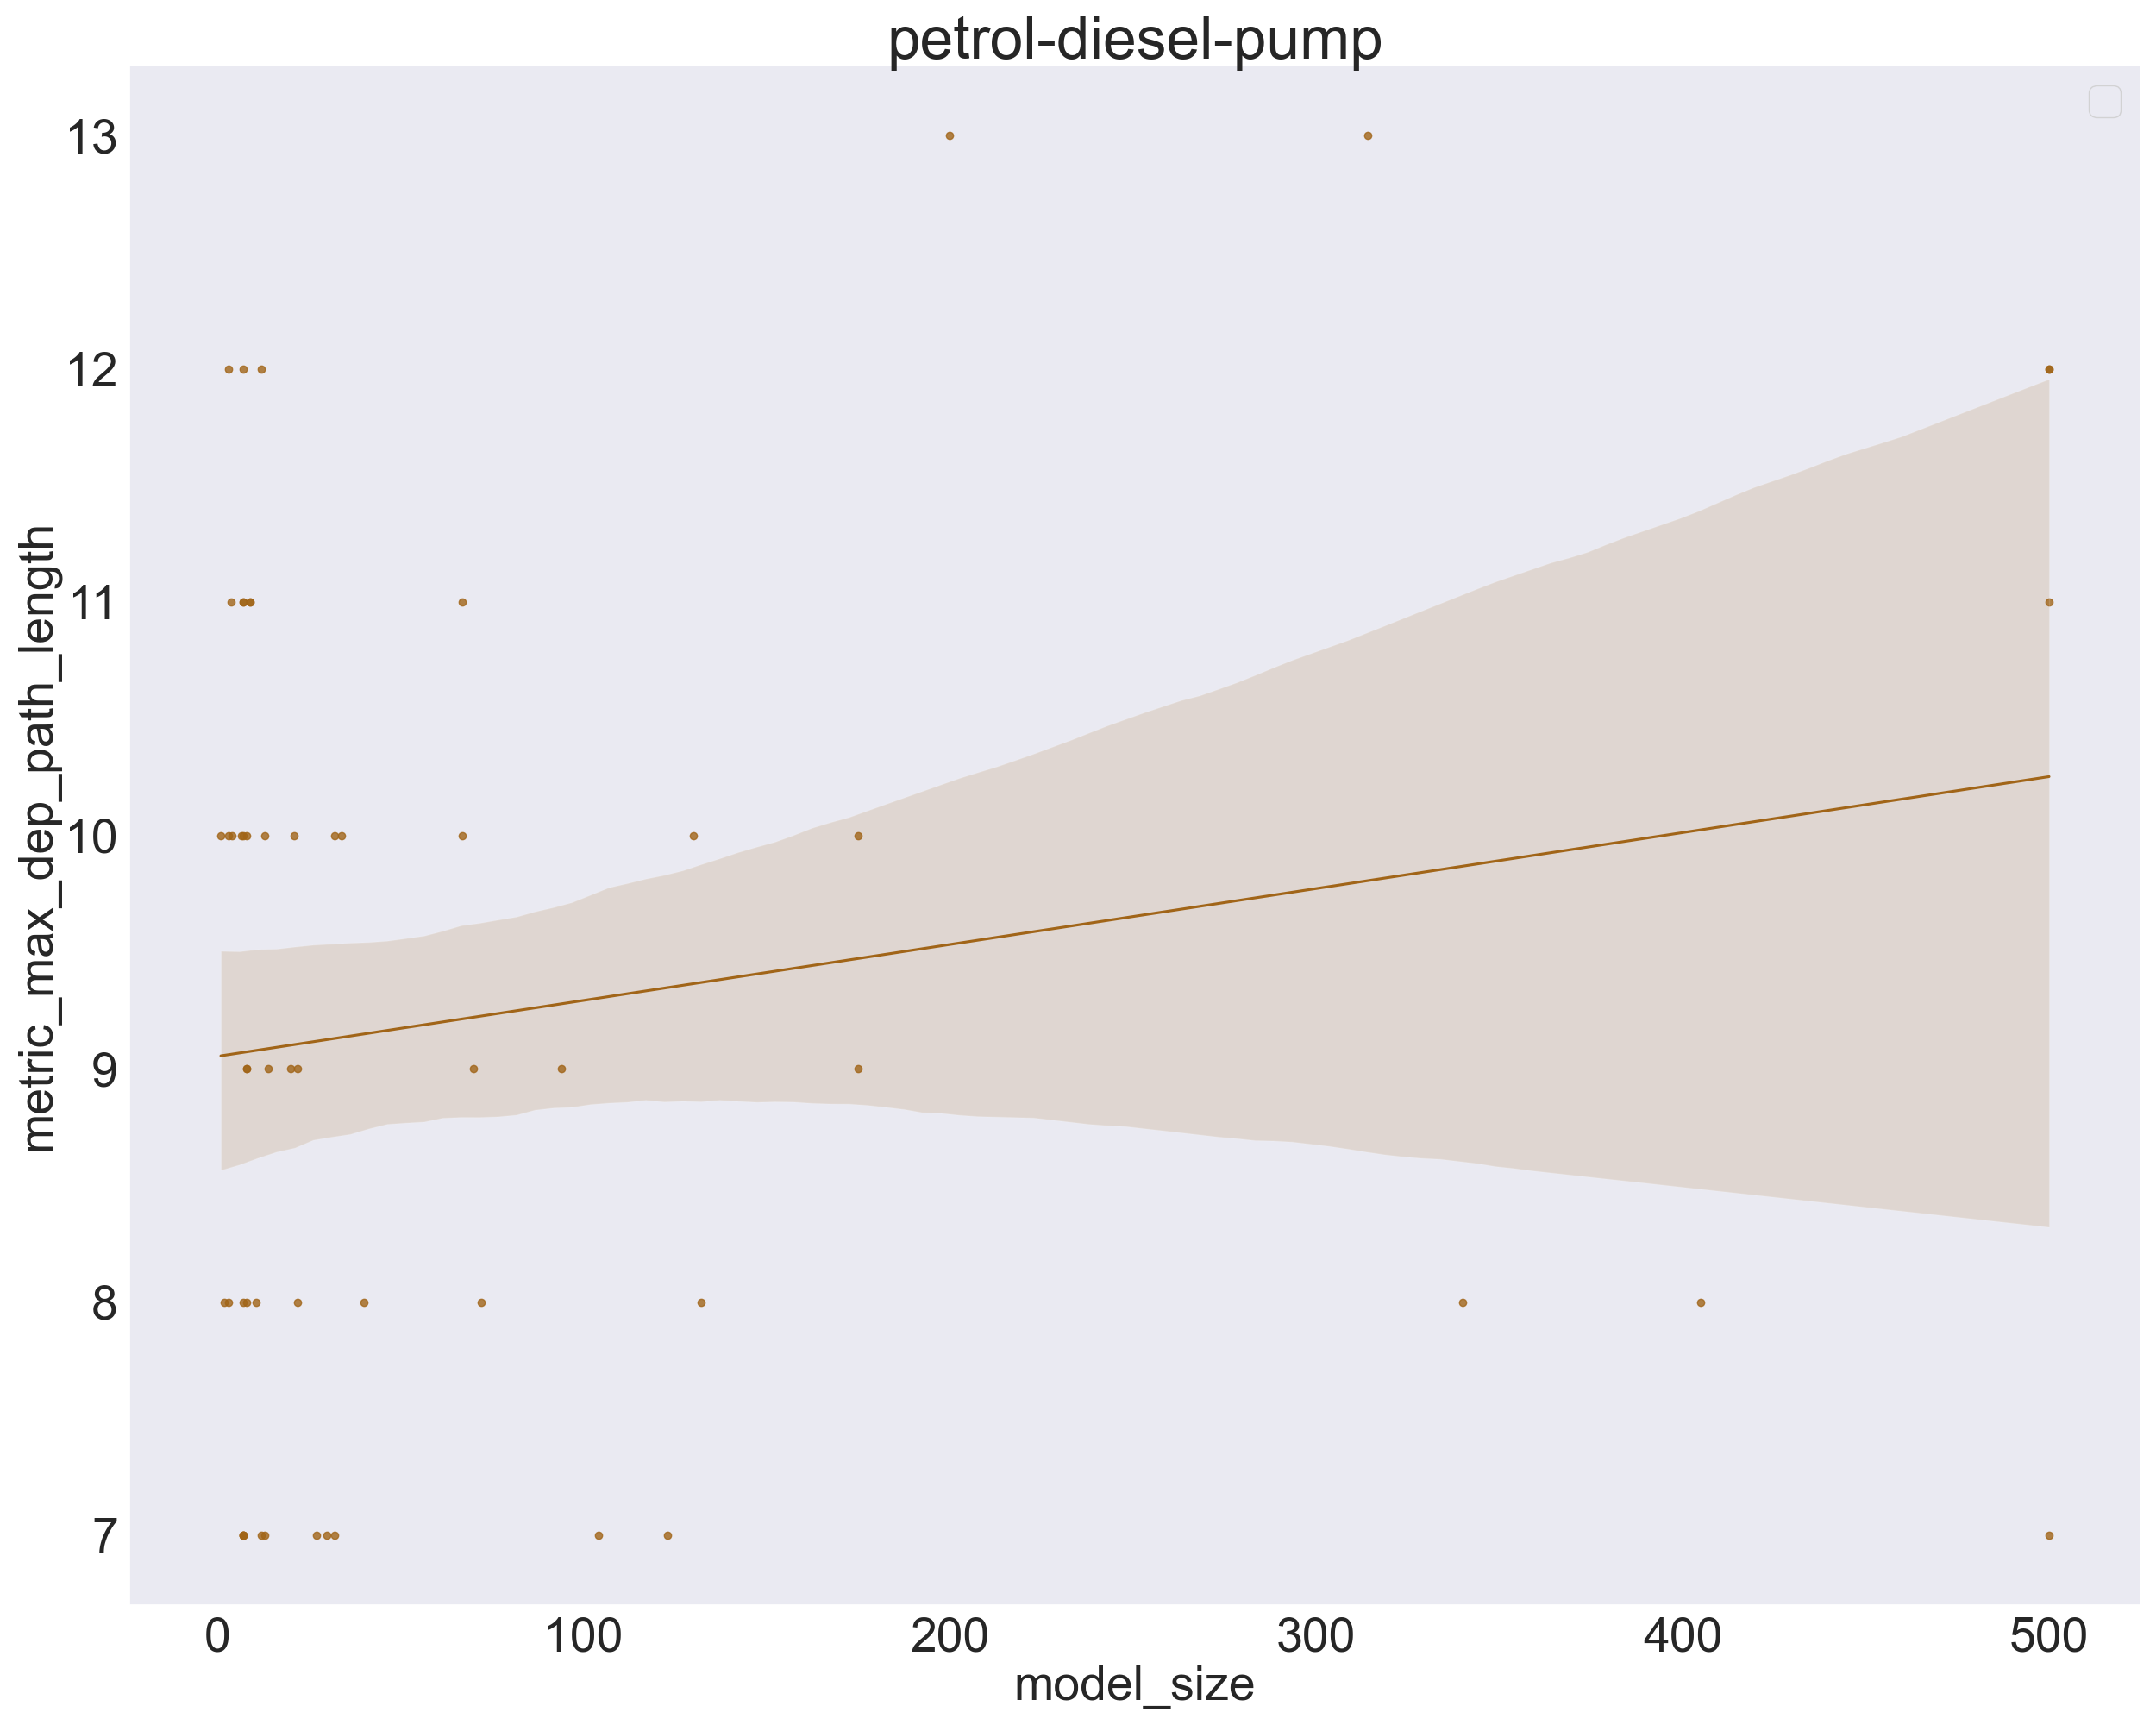 petrol-diesel-pump
metric_max_dep_path_length
13
12
11
10
9
8
7
0 100 200 300 400 500
model_size